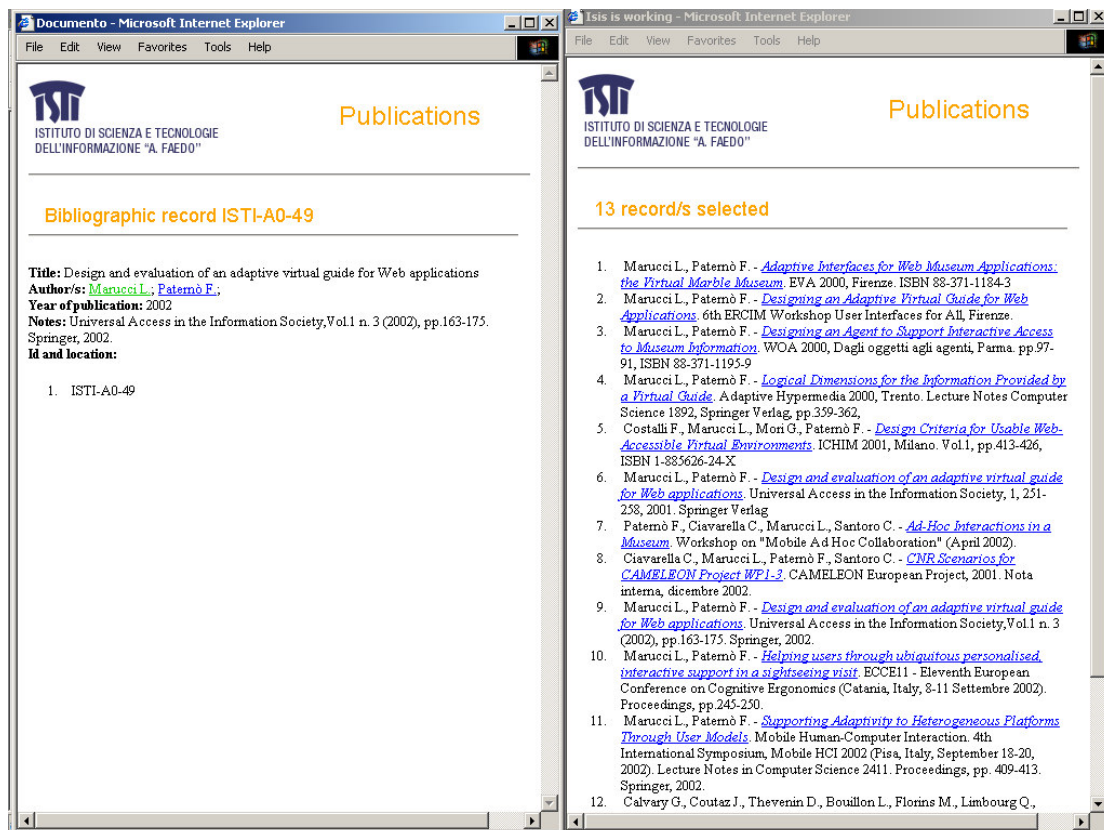 Documento - Microsoft Internet Explorer
File Edit View Favorites Tools Help
ISTI
ISTITUTO DI SCIENZA E TECNOLOGIE
DELL'INFORMAZIONE "A. FAEDO"
Publications
Bibliographic record ISTI-A0-49
Title: Design and evaluation of an adaptive virtual guide for Web applications
Author/s: Marucci L.; Paternò F.;
Year of publication: 2002
Notes: Universal Access in the Information Society,Vol.1 n. 3 (2002), pp.163-175.
Springer, 2002.
Id and location:
1. ISTI-A0-49
Isis is working - Microsoft Internet Explorer
File Edit View Favorites Tools Help
ISTI
ISTITUTO DI SCIENZA E TECNOLOGIE
DELL'INFORMAZIONE "A. FAEDO"
Publications
13 record/s selected
1. Marucci L., Paternò F. - Adaptive Interfaces for Web Museum Applications:
the Virtual Marble Museum. EVA 2000, Firenze. ISBN 88-371-1184-3
2. Marucci L., Paternò F. - Designing an Adaptive Virtual Guide for Web
Applications. 6th ERCIM Workshop User Interfaces for All, Firenze.
3. Marucci L., Paternò F. - Designing an Agent to Support Interactive Access
to Museum Information. WOA 2000, Dagli oggetti agli agenti, Parma. pp.97-
91, ISBN 88-371-1195-9
4. Marucci L., Paternò F. - Logical Dimensions for the Information Provided by
a Virtual Guide. Adaptive Hypermedia 2000, Trento. Lecture Notes Computer
Science 1892, Springer Verlag, pp.359-362,
5. Costalli F., Marucci L., Mori G., Paternò F. - Design Criteria for Usable Web-
Accessible Virtual Environments. ICHIM 2001, Milano. Vol.1, pp.413-426,
ISBN 1-885626-24-X
6. Marucci L., Paternò F. - Design and evaluation of an adaptive virtual guide
for Web applications. Universal Access in the Information Society, 1, 251-
258, 2001. Springer Verlag
7. Paternò F., Ciavarella C., Marucci L., Santoro C. - Ad-Hoc Interactions in a
Museum. Workshop on "Mobile Ad Hoc Collaboration" (April 2002).
8. Ciavarella C., Marucci L., Paternò F., Santoro C. - CNR Scenarios for
CAMELEON Project WP1-3. CAMELEON European Project, 2001. Nota
interna, dicembre 2002.
9. Marucci L., Paternò F. - Design and evaluation of an adaptive virtual guide
for Web applications. Universal Access in the Information Society,Vol.1 n. 3
(2002), pp.163-175. Springer, 2002.
10. Marucci L., Paternò F. - Helping users through ubiquitous personalised,
interactive support in a sightseeing visit. ECCE11 - Eleventh European
Conference on Cognitive Ergonomics (Catania, Italy, 8-11 Settembre 2002).
Proceedings, pp.245-250.
11. Marucci L., Paternò F. - Supporting Adaptivity to Heterogeneous Platforms
Through User Models. Mobile Human-Computer Interaction. 4th
International Symposium, Mobile HCI 2002 (Pisa, Italy, September 18-20,
2002). Lecture Notes in Computer Science 2411. Proceedings, pp. 409-413.
Springer, 2002.
12. Calvary G., Coutaz J., Thevenin D., Bouillon L., Florins M., Limbourg Q.,